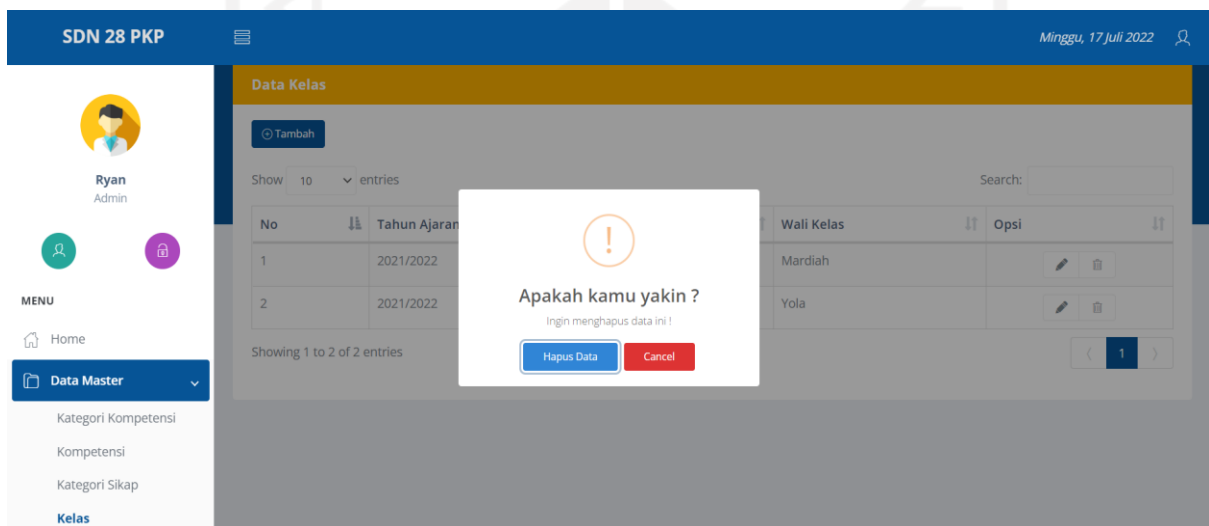 SDN 28 PKP
Minggu, 17 Juli 2022
Data Kelas
Tambah
Ryan
Admin
Show 10 entries
Search:
No Tahun Ajaran Wali Kelas Opsi
1 2021/2022 Mardiah
2 2021/2022 Yola
Showing 1 to 2 of 2 entries
1
Apakah kamu yakin ?
Ingin menghapus data ini !
Hapus Data Cancel
MENU
Home
Data Master
Kategori Kompetensi
Kompetensi
Kategori Sikap
Kelas